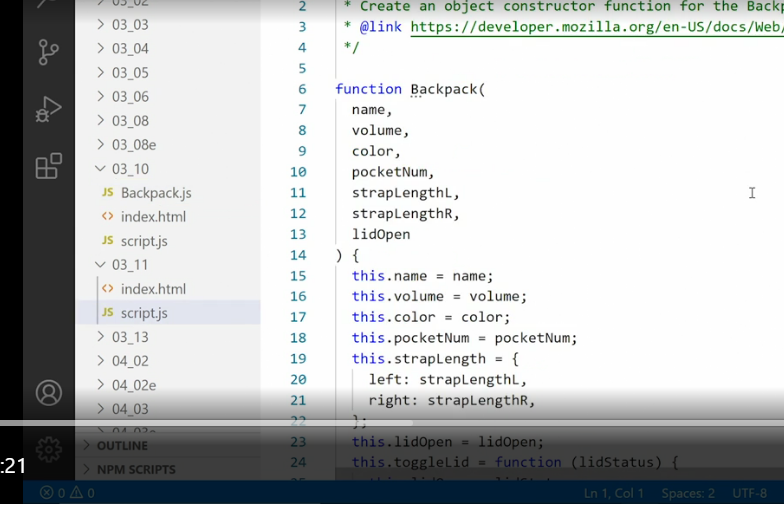 03_02
03_03
03_04
03_05
03_06
03_08
03_08e
03_10
JS Backpack.js
<> index.html
JS script.js
03_11
<> index.html
JS script.js
03_13
04_02
04_02e
04_03
04_03e
OUTLINE
NPM SCRIPTS
:21
0 0
2 * Create an object constructor function for the Backp
3 * @link https://developer.mozilla.org/en-US/docs/Web/
4 */
5
6 function Backpack(
7 name,
8 volume,
9 color,
10 pocketNum,
11 strapLengthL,
12 strapLengthR,
13 lidOpen
14 ) {
15 this.name = name;
16 this.volume = volume;
17 this.color = color;
18 this.pocketNum = pocketNum;
19 this.strapLength = {
20 left: strapLengthL,
21 right: strapLengthR,
22 };
23 this.lidOpen = lidOpen;
24 this.toggleLid = function (lidStatus) {
Ln 1, Col 1 Spaces: 2 UTF-8